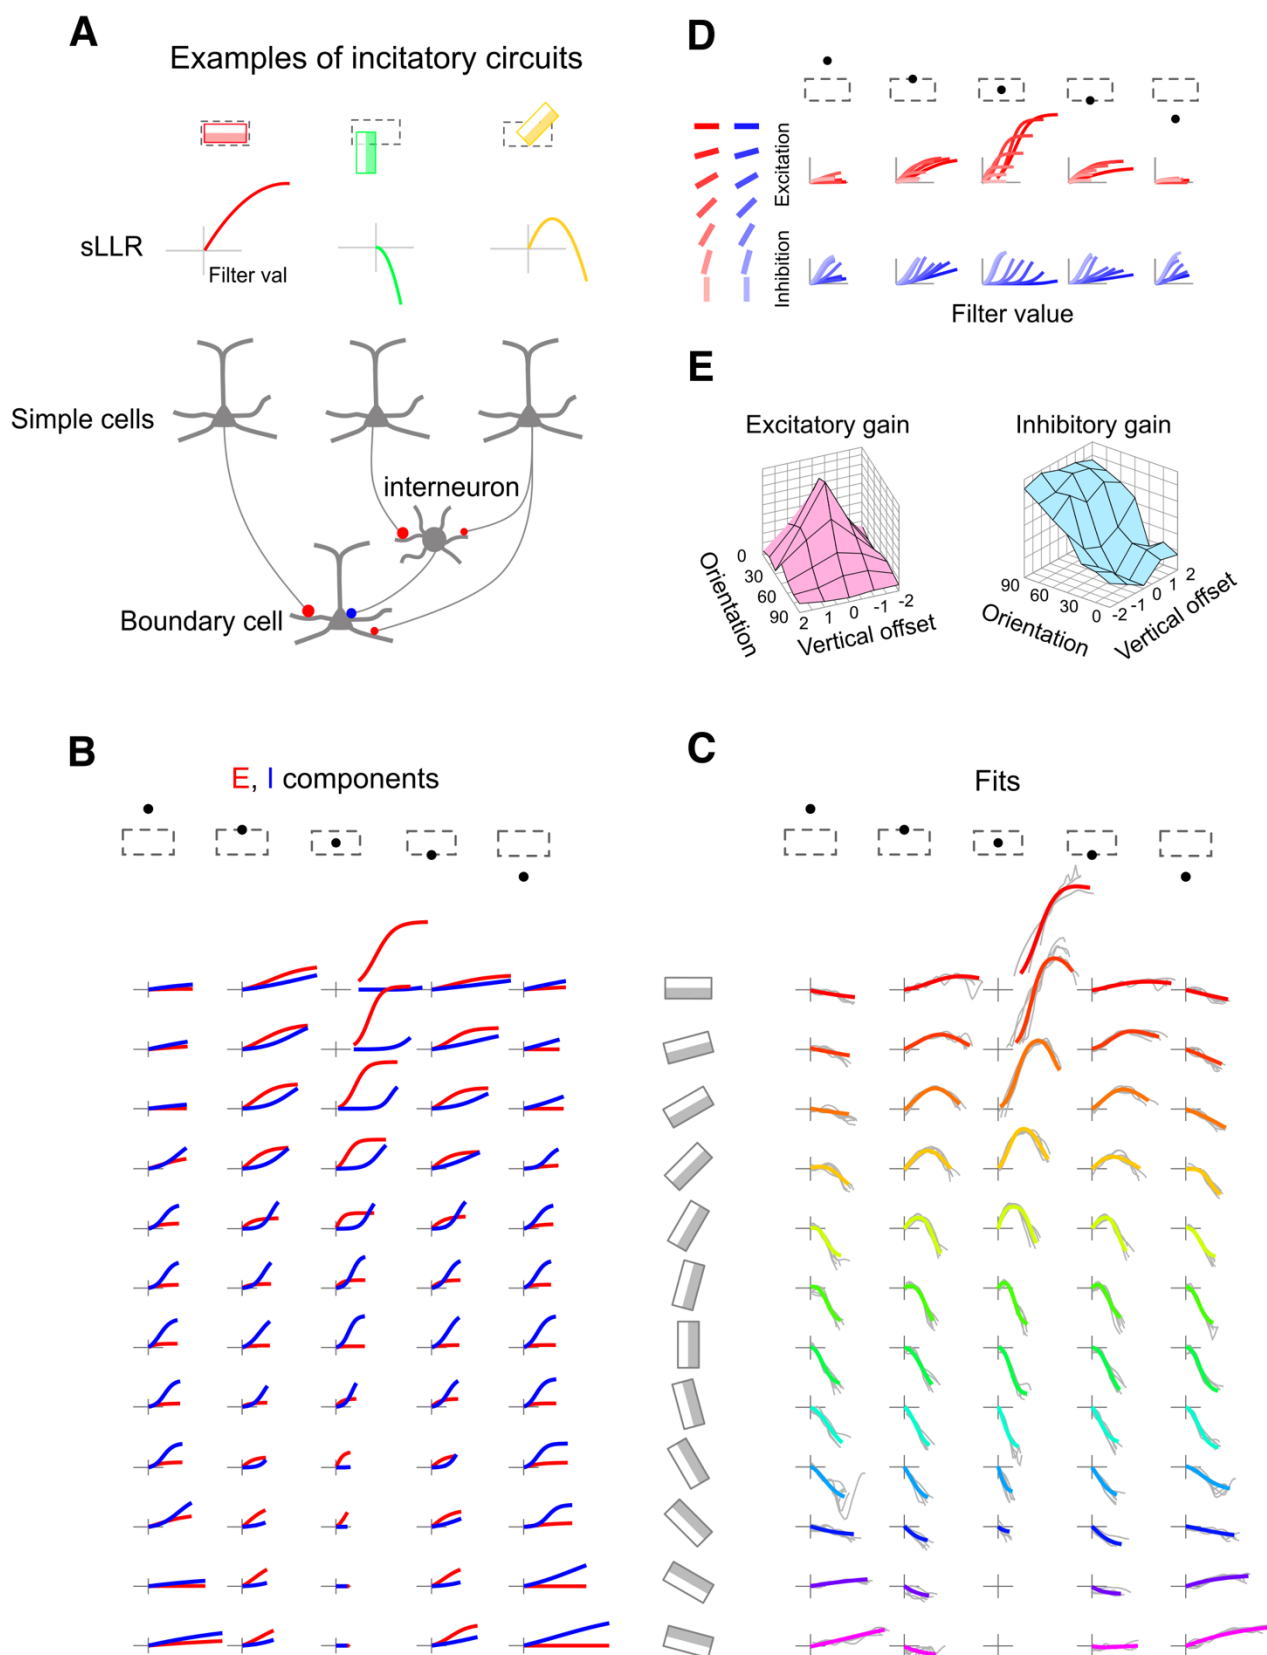 A
Examples of incitatory circuits
sLLR
Filter val
Simple cells
interneuron
Boundary cell
D
Excitation
Inhibition
Filter value
E
Excitatory gain
0
30
60
90
Orientation
2 1 0 -1 -2
Vertical offset
Inhibitory gain
90
60
30
0
Orientation
-2 -1 0 1 2
Vertical offset
B
E, I components
C
Fits